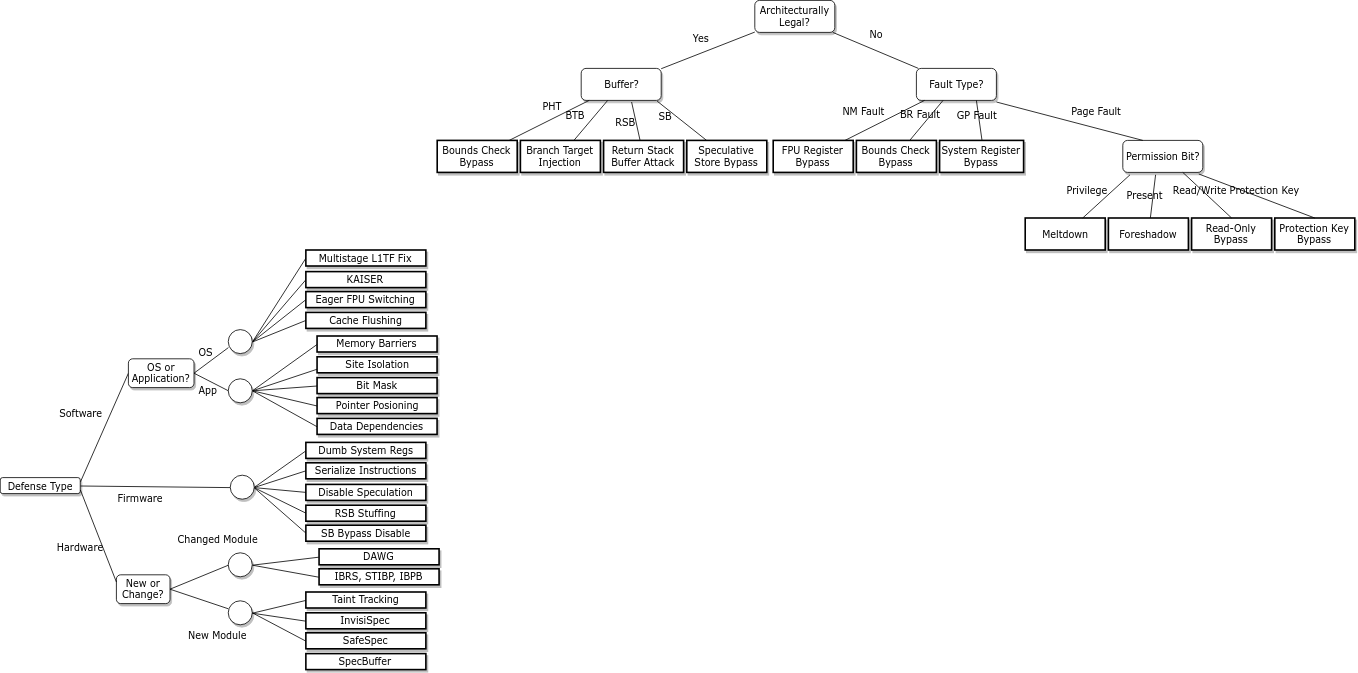 Architecturally
Legal?
Yes
No
Buffer?
Fault Type?
PHT
BTB
RSB
SB
NM Fault
BR Fault
GP Fault
Page Fault
Bounds Check
Bypass
Branch Target
Injection
Return Stack
Buffer Attack
Speculative
Store Bypass
FPU Register
Bypass
Bounds Check
Bypass
System Register
Bypass
Permission Bit?
Privilege
Present
Read/Write
Protection Key
Meltdown
Foreshadow
Read-Only
Bypass
Protection Key
Bypass
Defense Type
Software
Firmware
Hardware
OS or
Application?
OS
App
Multistage L1TF Fix
KAISER
Eager FPU Switching
Cache Flushing
Memory Barriers
Site Isolation
Bit Mask
Pointer Posioning
Data Dependencies
Dumb System Regs
Serialize Instructions
Disable Speculation
RSB Stuffing
SB Bypass Disable
New or
Change?
Changed Module
New Module
DAWG
IBRS, STIBP, IBPB
Taint Tracking
InvisiSpec
SafeSpec
SpecBuffer